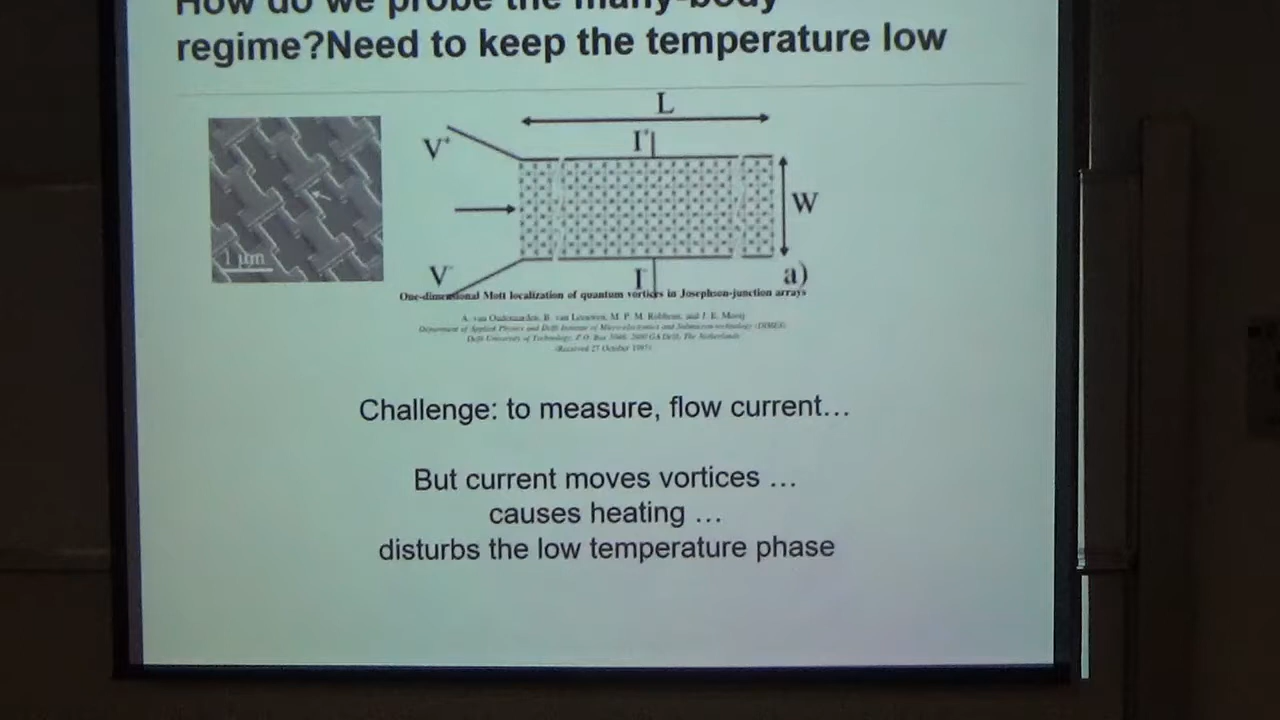 How do we probe the many-body
regime?Need to keep the temperature low
L
V+
I+
W
1 μm
V-
I-
a)
One-dimensional Mott localization of quantum vortices in Josephson-junction arrays
A. van Oudenaarden, B. van Leeuwen, M. P. M. Robbens, and J. E. Mooij
Department of Applied Physics and Delft Institute of Microelectronics and Submicron-technology (DIMES)
Delft University of Technology, P.O. Box 5046, 2600 GA Delft, The Netherlands
(Received 27 October 1997)
Challenge: to measure, flow current…
But current moves vortices …
causes heating …
disturbs the low temperature phase